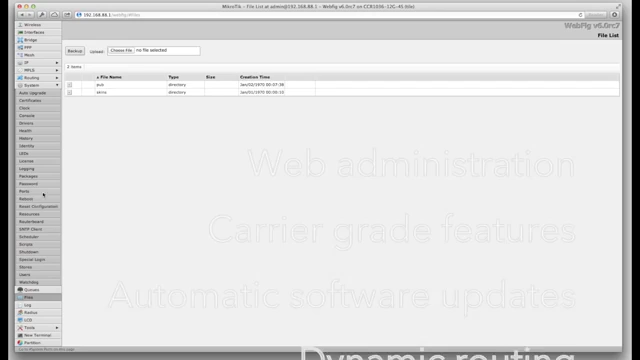 MikroTik - File List at admin@192.168.88.1 - WebFig v6.0rc7 on CCR1036-12G-4S (tile)
192.168.88.1/webfig/#Files
WebFig v6.0rc7
File List
Wireless
Interfaces
Bridge
PPP
Mesh
IP
MPLS
Routing
System
Auto Upgrade
Certificates
Clock
Console
Drivers
Health
History
Identity
LEDs
License
Logging
Packages
Password
Ports
Reboot
Reset Configuration
Resources
Routerboard
SNTP Client
Scheduler
Scripts
Shutdown
Special Login
Stores
Users
Watchdog
Queues
Files
Log
Radius
LCD
Tools
New Terminal
Partition
Backup
Upload:
Choose File
no file selected
2 items
File Name
Type
Size
Creation Time
pub
directory
skins
directory
Web administration
Carrier grade features
Automatic software updates
Dynamic routing